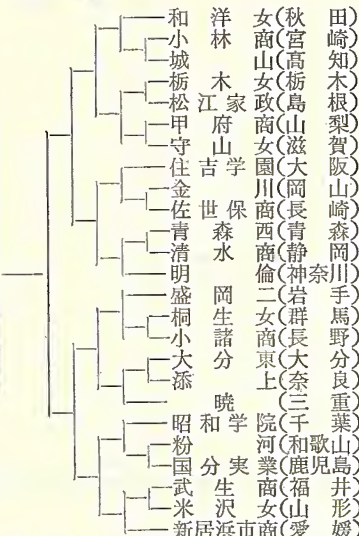 和洋女(秋田)
小林商(宮崎)
城山(高知)
栃木女(栃木)
松江家政(島根)
甲府商(山梨)
守山女(滋賀)
住吉学園(大阪)
金川(岡山)
佐世保商(長崎)
青森西(青森)
清水商(静岡)
明倫(神奈川)
盛岡二(岩手)
桐生女(群馬)
小諸商(長野)
大分東(大分)
添上(奈良)
暁(三重)
昭和学院(千葉)
粉河(和歌山)
国分実業(鹿児島)
武生商(福井)
米沢女(山形)
新居浜市商(愛媛)